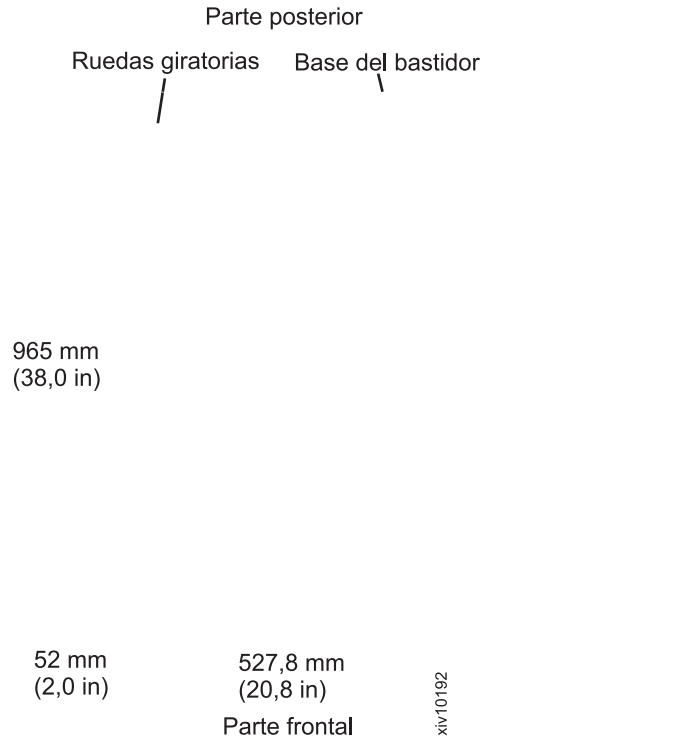 Parte posterior
Ruedas giratorias
Base del bastidor
965 mm
(38,0 in)
52 mm
(2,0 in)
527,8 mm
(20,8 in)
Parte frontal
xiv10192